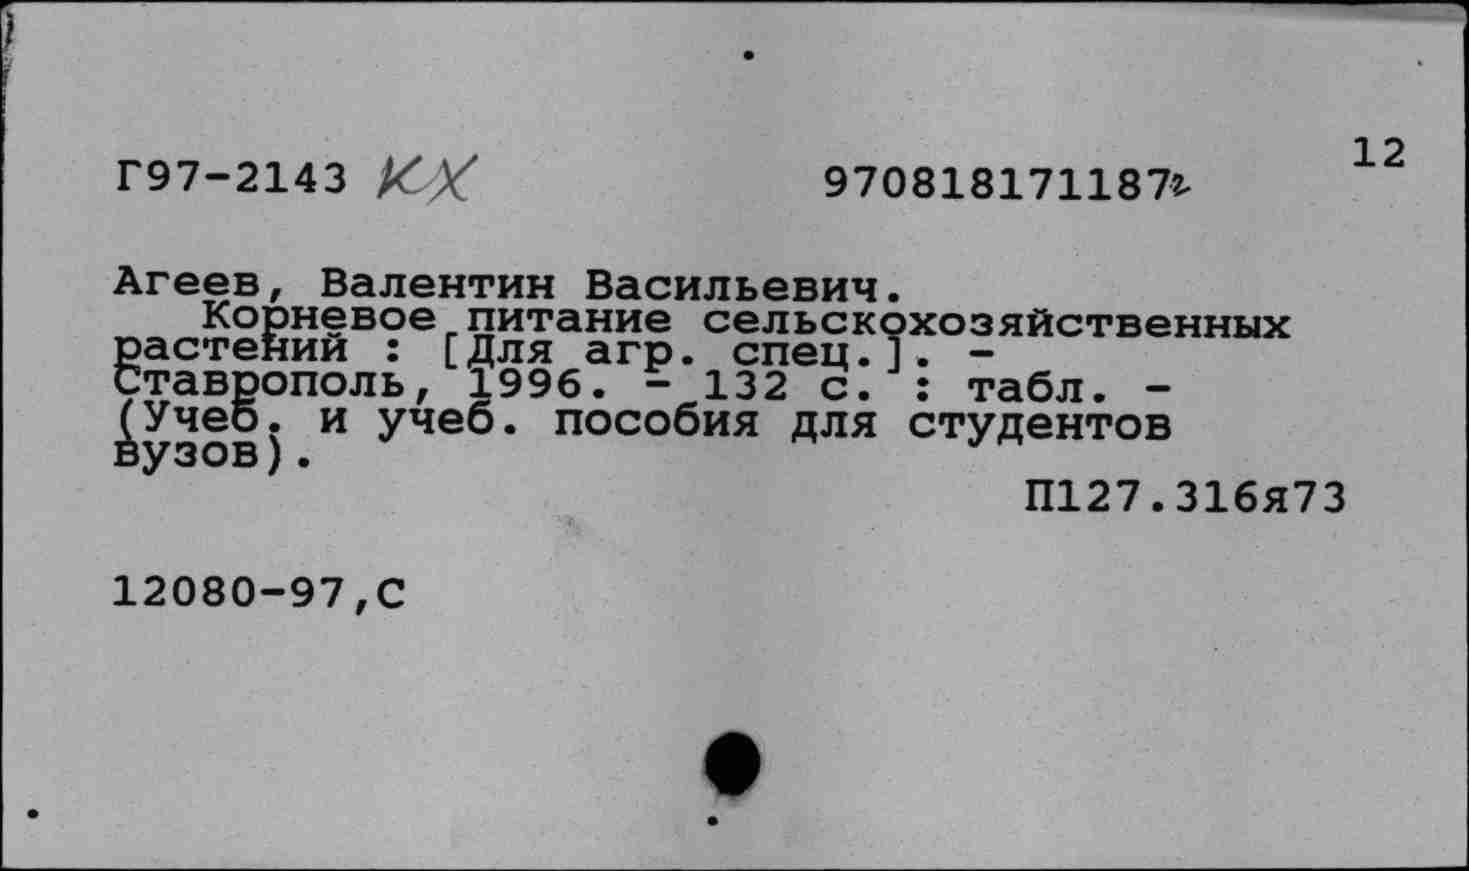 12
Г97-2143 КХ 9708181711872
Агеев, Валентин Васильевич.
Корневое питание сельскохозяйственных
растений : [Для агр. спец.]. -
Ставрополь, 1996. - 132 с. : табл. -
(Учеб. и учеб. пособия для студентов
вузов).
П127.316я73
12080-97,С